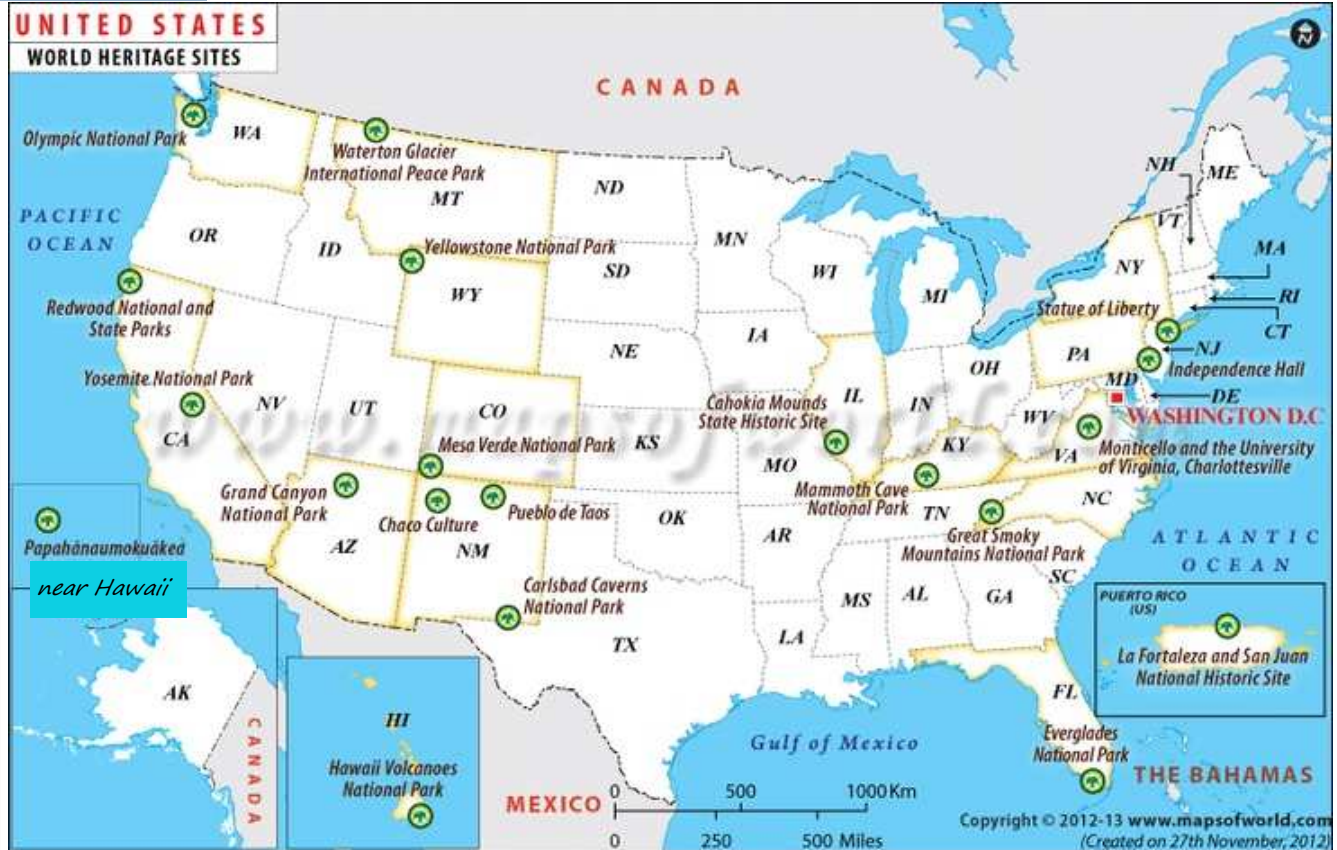 UNITED STATES
WORLD HERITAGE SITES
N
CANADA
Olympic National Park
WA
Waterton Glacier
International Peace Park
MT
ND
MN
NH
ME
VT
PACIFIC
OCEAN
OR
ID
Yellowstone National Park
SD
WI
MI
NY
MA
WY
Redwood National and
State Parks
IA
Statue of Liberty
RI
CT
NE
PA
NJ
OH
Independence Hall
Yosemite National Park
NV
UT
CO
IL
IN
MD
DE
www.mapsofworld.com
Cahokia Mounds
State Historic Site
WV
WASHINGTON D.C
CA
Mesa Verde National Park
KS
KY
VA
Monticello and the University
of Virginia, Charlottesville
MO
Grand Canyon
National Park
Chaco Culture
Pueblo de Taos
Mammoth Cave
National Park
TN
NC
OK
AR
Great Smoky
Mountains National Park
ATLANTIC
OCEAN
Papahānaumokuākea
AZ
NM
SC
near Hawaii
Carlsbad Caverns
National Park
MS
AL
GA
PUERTO RICO
(US)
TX
LA
La Fortaleza and San Juan
National Historic Site
AK
CANADA
HI
FL
Hawaii Volcanoes
National Park
Gulf of Mexico
Everglades
National Park
THE BAHAMAS
MEXICO
0 500 1000 Km
0 250 500 Miles
Copyright © 2012-13 www.mapsofworld.com
(Created on 27th November, 2012)